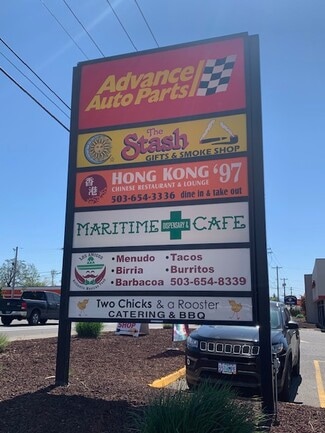 Advance
Auto Parts
The
Stash
GIFTS & SMOKE SHOP
香港
HONG KONG '97
CHINESE RESTAURANT & LOUNGE
503-654-3336 dine in & take out
MARITIME CAFE
DISPENSARY &
•Menudo •Tacos
•Birria •Burritos
•Barbacoa 503-654-8339
Two Chicks & a Rooster
CATERING & BBQ
SHOP